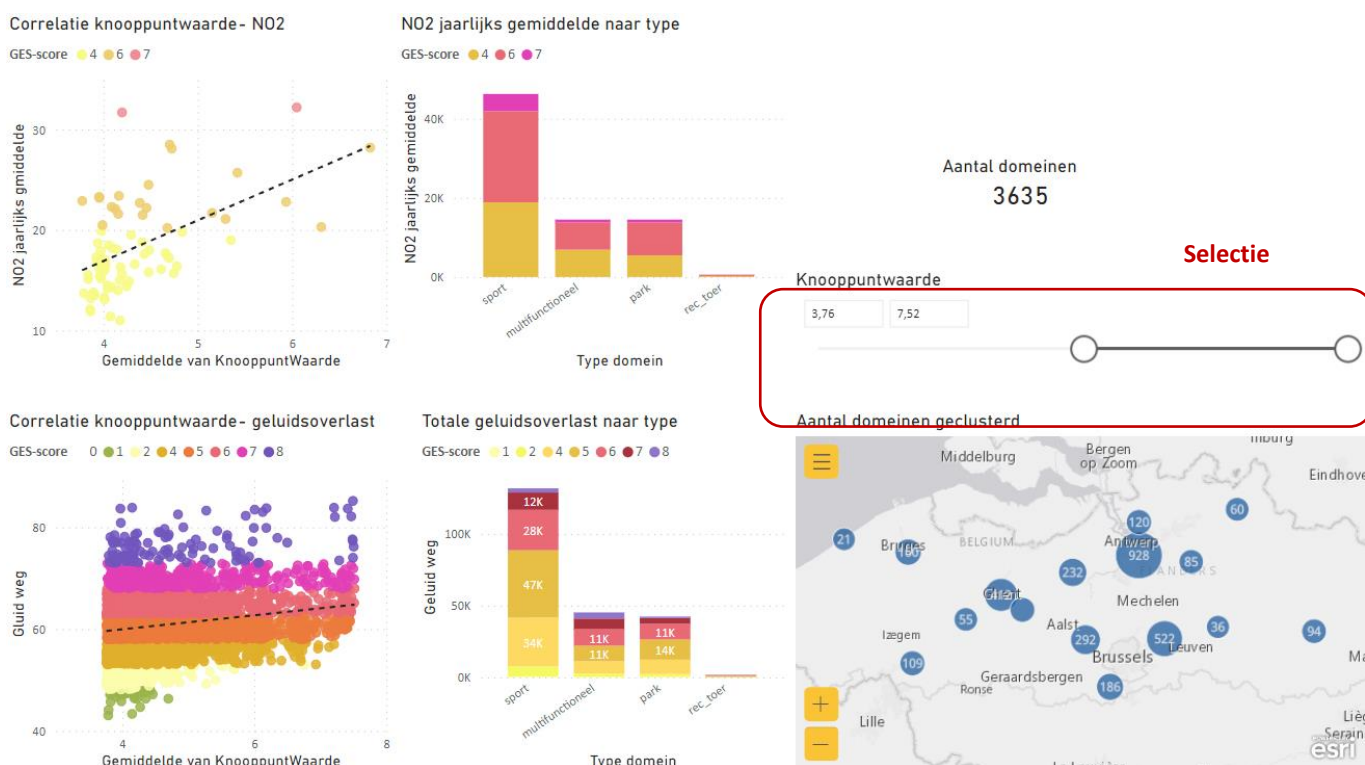 Correlatie knooppuntwaarde- NO2
GES-score 4 6 7
NO2 jaarlijks gmiddelde
30
20
10
4 5 6 7
Gemiddelde van KnooppuntWaarde
NO2 jaarlijks gemiddelde naar type
GES-score 4 6 7
NO2 jaarlijks gemiddelde
40K
20K
0K
sport
multifunctioneel
park
rec_toer
Type domein
Aantal domeinen
3635
Selectie
Knooppuntwaarde
3,76 7,52
Correlatie knooppuntwaarde- geluidsoverlast
GES-score 0 1 2 4 5 6 7 8
Gluid weg
80
60
40
4 6 8
Gemiddelde van KnooppuntWaarde
Totale geluidsoverlast naar type
GES-score 1 2 4 5 6 7 8
Geluid weg
100K
50K
0K
12K
28K
47K
34K
11K
11K
11K
14K
sport
multifunctioneel
park
rec_toer
Type domein
Aantal domeinen geclusterd
Middelburg
Bergen
op Zoom
Eindhove
60
120
21
Bruges
BELGIUM
Antwerp
928
85
232
FLANDERS
Ghent
Mechelen
55
Aalst
36
94
Iægem
292
522
Leuven
Brussels
109
Geraardsbergen
186
Ronse
Lille
Lièg
Serain
esri